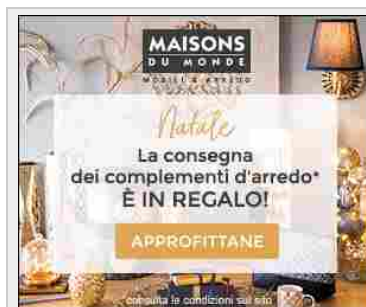 MAISONS
DU MONDE
MOBILI & ARREDO
Natale
La consegna
dei complementi d'arredo*
È IN REGALO!
APPROFITTANE
consulta le condizioni sul sito